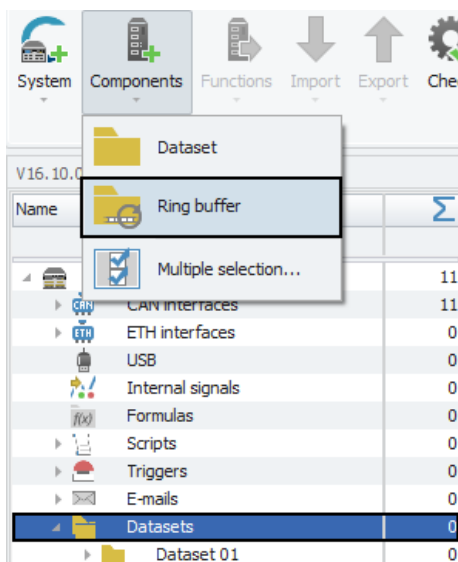 System Components Functions Import Export Che
Dataset
V16.10.0
Name Ring buffer Σ
Multiple selection...
11
CAN CAN interfaces 11
ETH ETH interfaces 0
USB 0
Internal signals 0
f(x) Formulas 0
Scripts 0
Triggers 0
E-mails 0
Datasets 0
Dataset 01 0